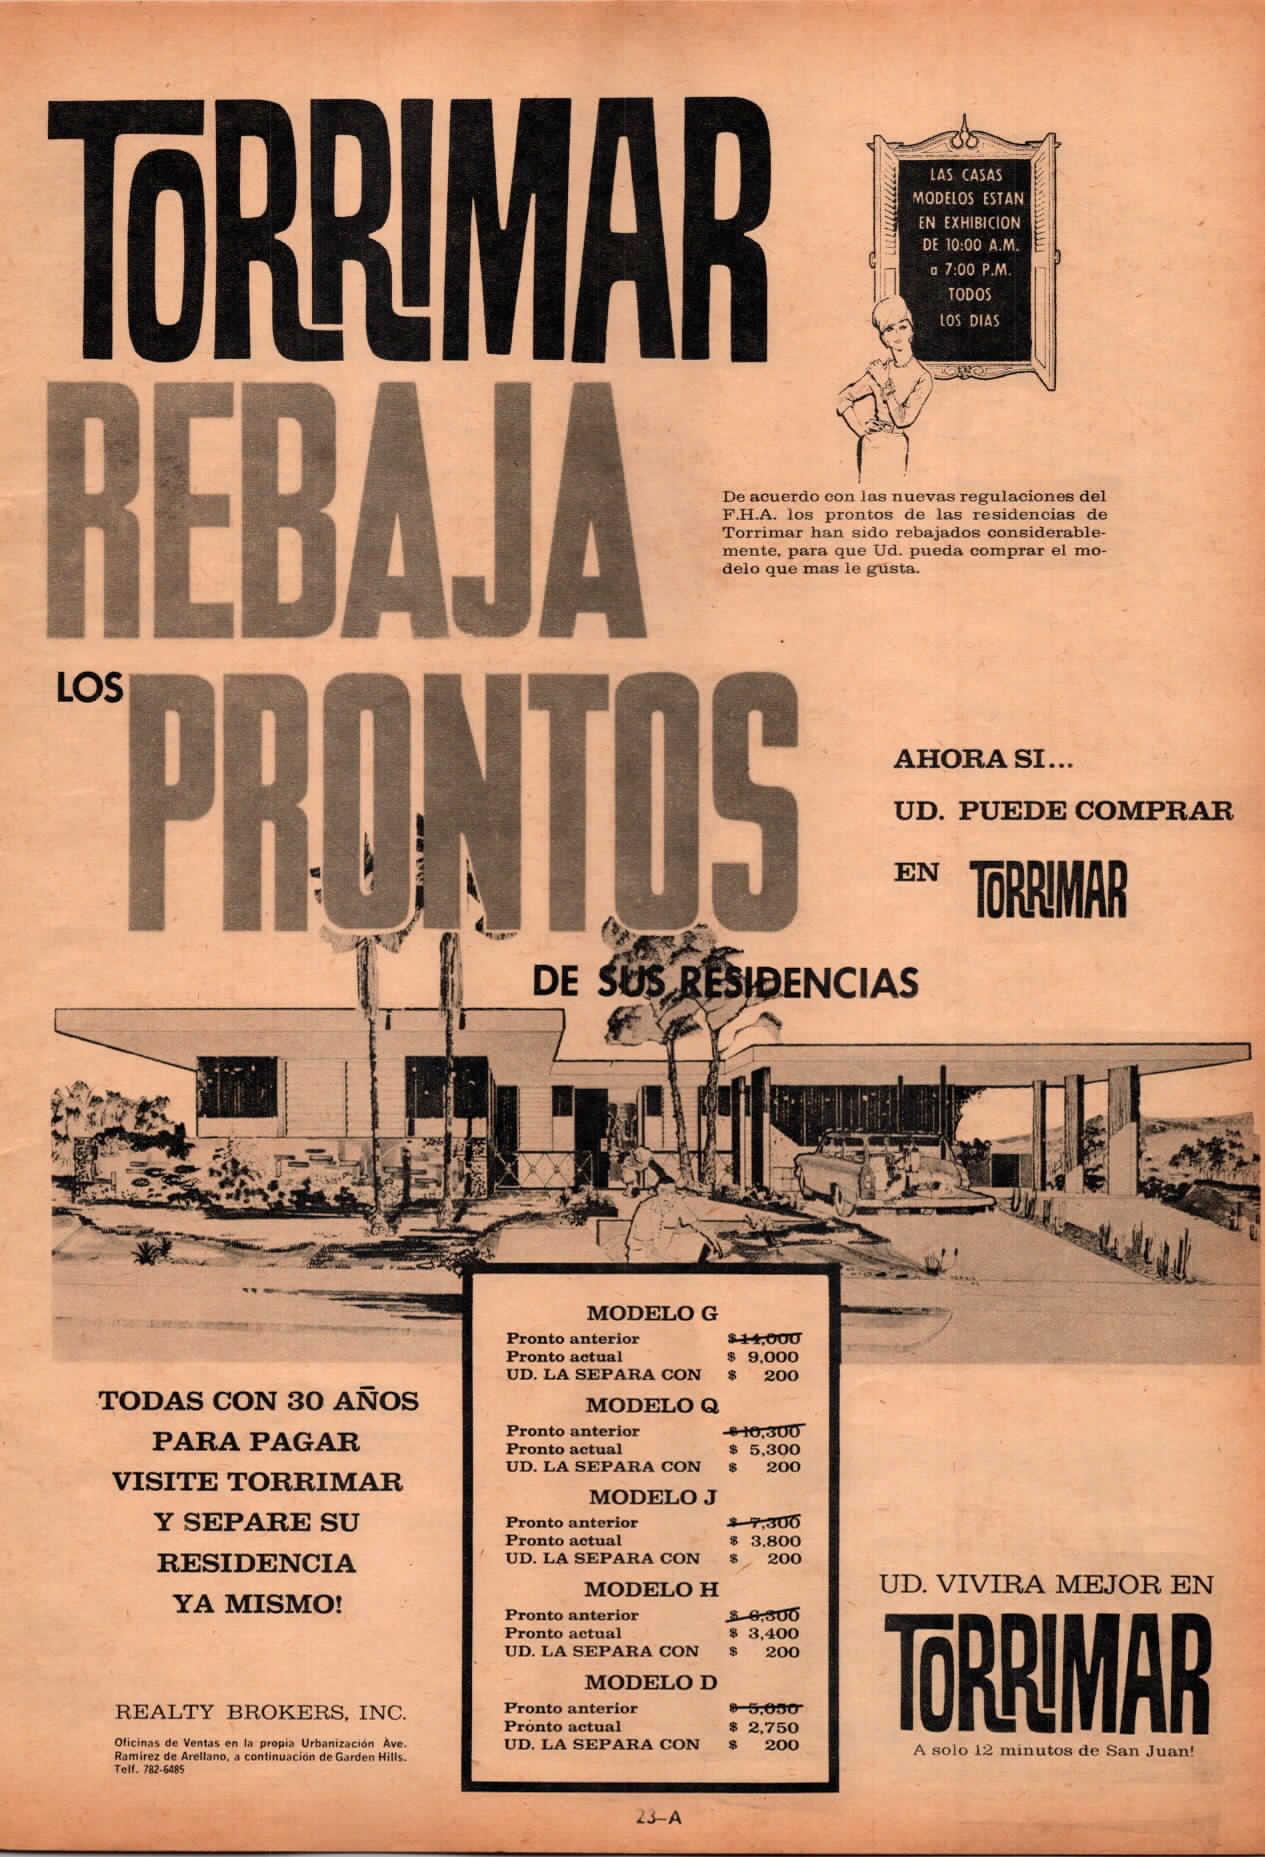 TORRIMAR
REBAJA
LOS PRONTOS
DE SUS RESIDENCIAS
LAS CASAS
MODELOS ESTAN
EN EXHIBICION
DE 10:00 A.M.
a 7:00 P.M.
TODOS
LOS DIAS
De acuerdo con las nuevas regulaciones del
F.H.A. los prontos de las residencias de
Torrimar han sido rebajados considerable-
mente, para que Ud. pueda comprar el mo-
delo que mas le gusta.
AHORA SI...
UD. PUEDE COMPRAR
EN TORRIMAR
TODAS CON 30 AÑOS
PARA PAGAR
VISITE TORRIMAR
Y SEPARE SU
RESIDENCIA
YA MISMO!
REALTY BROKERS, INC.
Oficinas de Ventas en la propia Urbanización Ave.
Ramirez de Arellano, a continuación de Garden Hills.
Telf. 782-6485
MODELO G
Pronto anterior $14,000
Pronto actual $ 9,000
UD. LA SEPARA CON $ 200
MODELO Q
Pronto anterior $10,300
Pronto actual $ 5,300
UD. LA SEPARA CON $ 200
MODELO J
Pronto anterior $ 7,300
Pronto actual $ 3,800
UD. LA SEPARA CON $ 200
MODELO H
Pronto anterior $ 6,300
Pronto actual $ 3,400
UD. LA SEPARA CON $ 200
MODELO D
Pronto anterior $ 5,050
Pronto actual $ 2,750
UD. LA SEPARA CON $ 200
UD. VIVIRA MEJOR EN
TORRIMAR
A solo 12 minutos de San Juan!
23-A